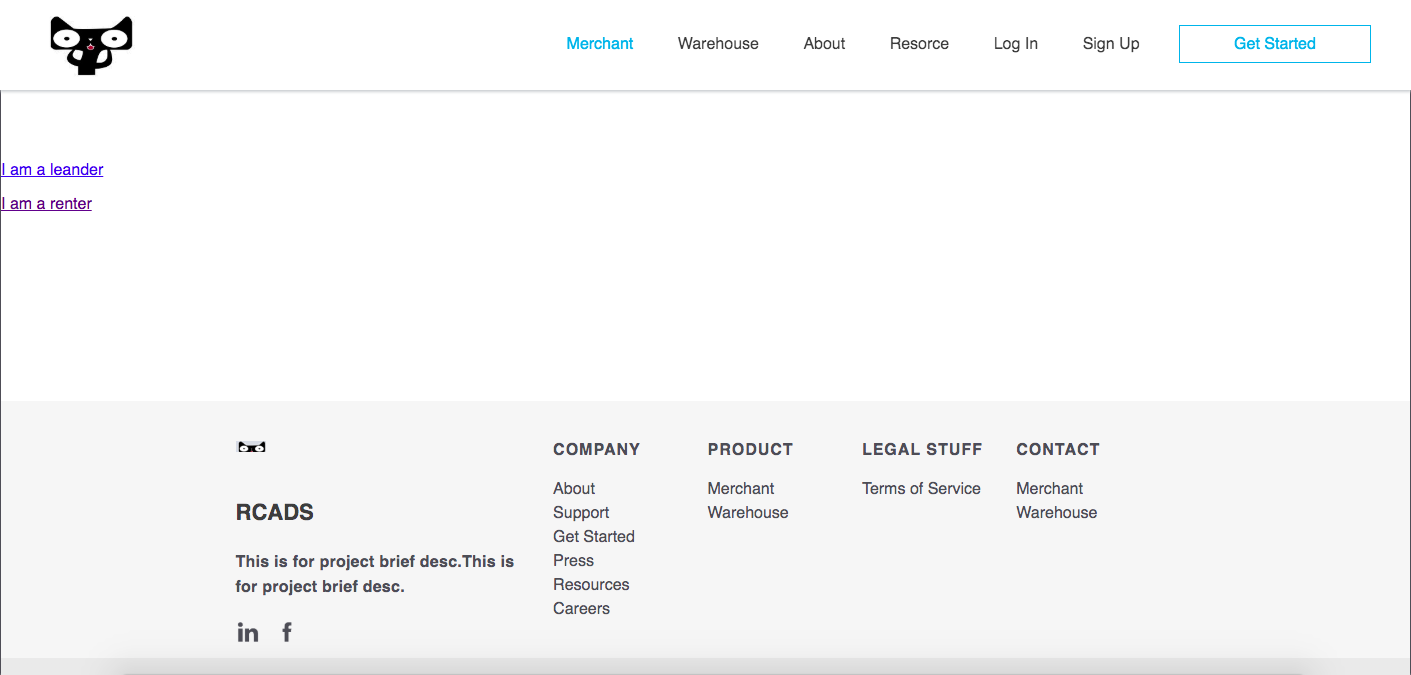 Merchant Warehouse About Resorce Log In Sign Up Get Started
I am a leander
I am a renter
RCADS
This is for project brief desc.This is
for project brief desc.
in f
COMPANY
About
Support
Get Started
Press
Resources
Careers
PRODUCT
Merchant
Warehouse
LEGAL STUFF
Terms of Service
CONTACT
Merchant
Warehouse